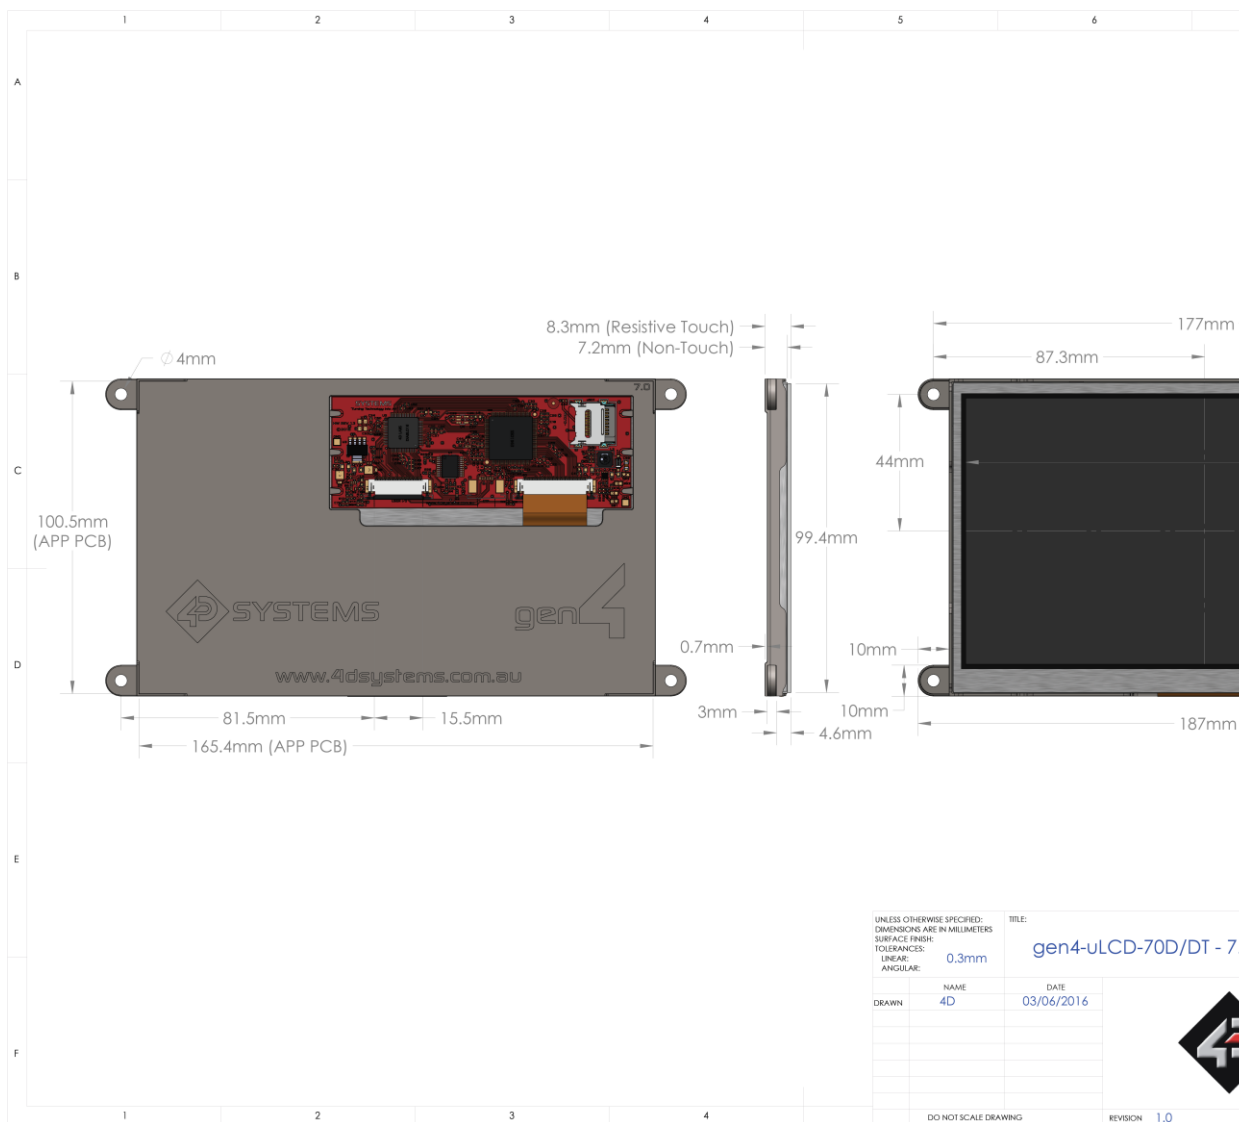 1 2 3 4 5 6
A
B
C
D
E
F
8.3mm (Resistive Touch)
7.2mm (Non-Touch)
177mm
87.3mm
∅ 4mm
7.0
44mm
100.5mm
(APP PCB)
99.4mm
4D SYSTEMS
gen4
www.4dsystems.com.au
0.7mm
10mm
10mm
3mm
4.6mm
187mm
81.5mm
15.5mm
165.4mm (APP PCB)
UNLESS OTHERWISE SPECIFIED:
DIMENSIONS ARE IN MILLIMETERS
SURFACE FINISH:
TOLERANCES:
LINEAR: 0.3mm
ANGULAR:
TITLE:
gen4-uLCD-70D/DT - 7
NAME DATE
DRAWN 4D 03/06/2016
4
DO NOT SCALE DRAWING
REVISION 1.0
1 2 3 4